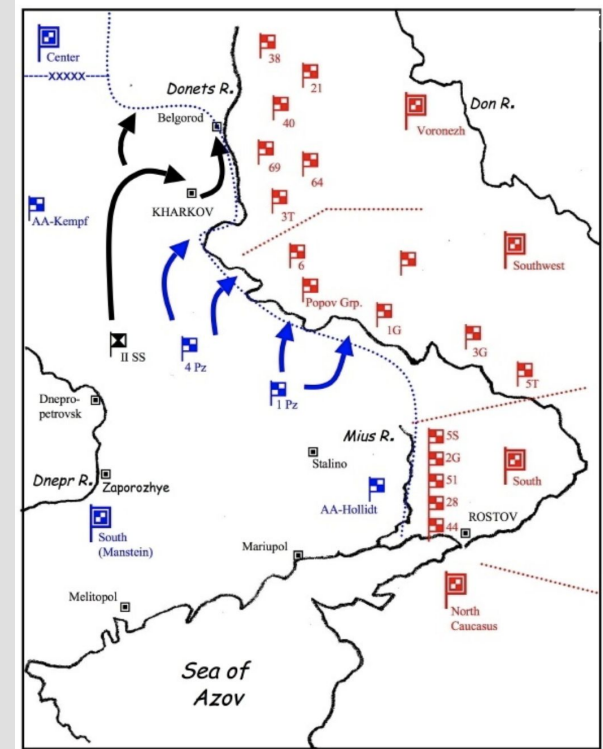 Center
XXXXX
38
21
Donets R.
40
Don R.
Voronezh
Belgorod
69
64
3T
KHARKOV
AA-Kempf
6
Southwest
Popov Grp.
1G
II SS
4 Pz
3G
5T
Dnepro-
petrovsk
1 Pz
Mius R.
5S
Stalino
2G
Dnepr R.
Zaporozhye
51
South
AA-Hollidt
28
South
(Manstein)
44
ROSTOV
Mariupol
Melitopol
North
Caucasus
Sea of
Azov